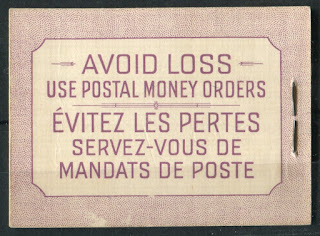 AVOID LOSS
USE POSTAL MONEY ORDERS
ÉVITEZ LES PERTES
SERVEZ-VOUS DE
MANDATS DE POSTE